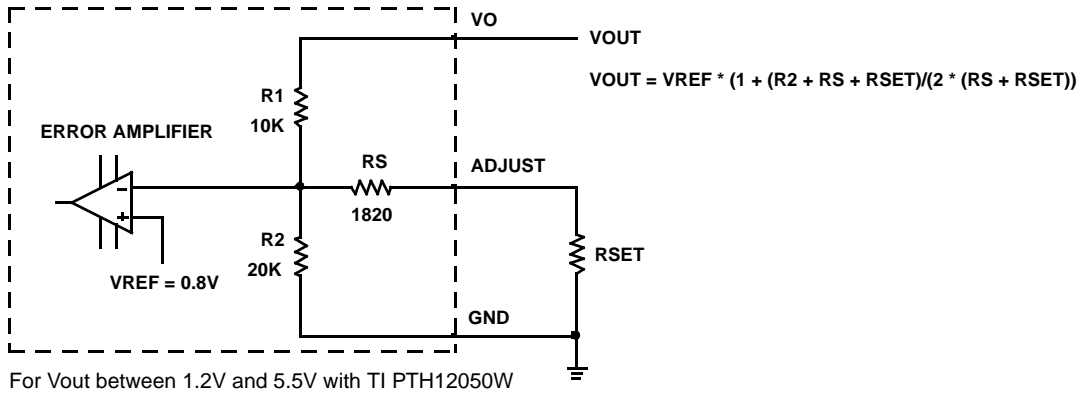 VO
VOUT
VOUT = VREF * (1 + (R2 + RS + RSET)/(2 * (RS + RSET))
R1
10K
ERROR AMPLIFIER
RS
ADJUST
1820
–
+
R2
20K
RSET
VREF = 0.8V
GND
For Vout between 1.2V and 5.5V with TI PTH12050W